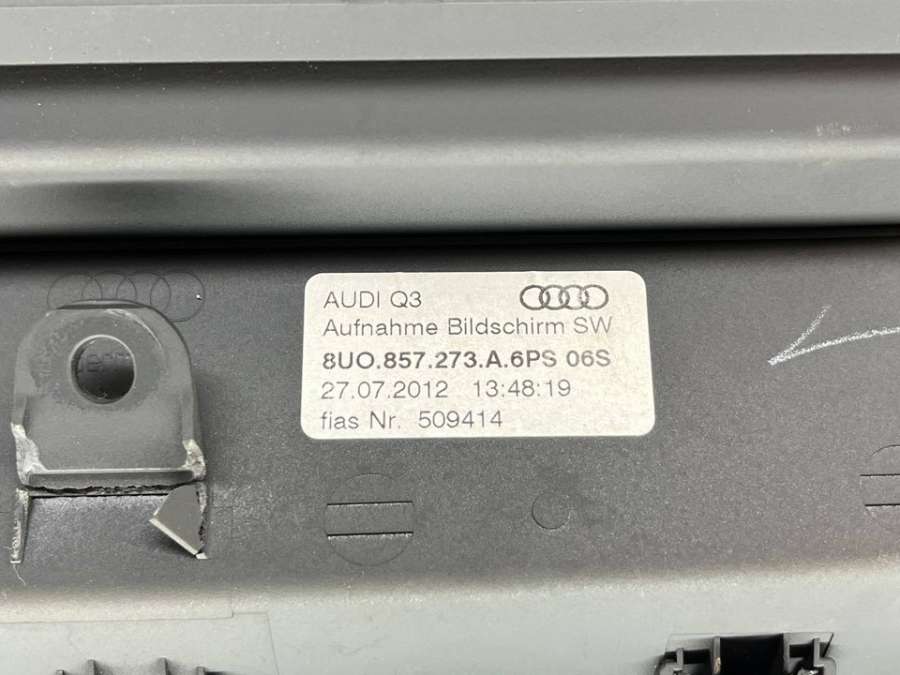 AUDI Q3
Aufnahme Bildschirm SW
8UO.857.273.A.6PS 06S
27.07.2012 13:48:19
fias Nr. 509414